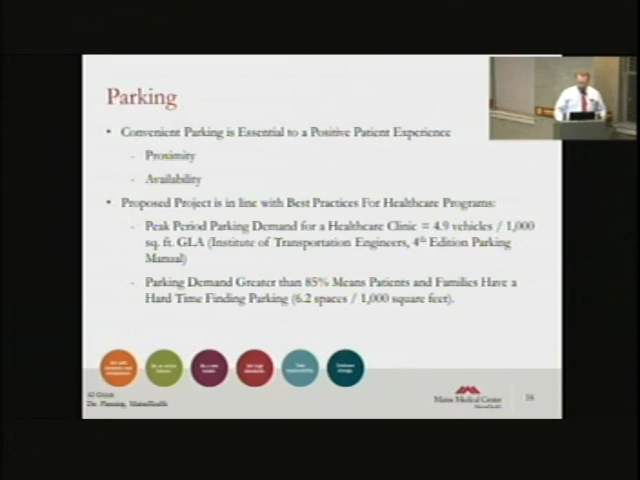 Parking
• Convenient Parking is Essential to a Positive Patient Experience
- Proximity
- Availability
• Proposed Project is in line with Best Practices For Healthcare Programs:
- Peak Period Parking Demand for a Healthcare Clinic = 4.9 vehicles / 1,000
sq. ft. GLA (Institute of Transportation Engineers, 4th Edition Parking
Manual)
- Parking Demand Greater than 85% Means Patients and Families Have a
Hard Time Finding Parking (6.2 spaces / 1,000 square feet).
Al Green
Dir. Planning, MaineHealth
Maine Medical Center
MaineHealth